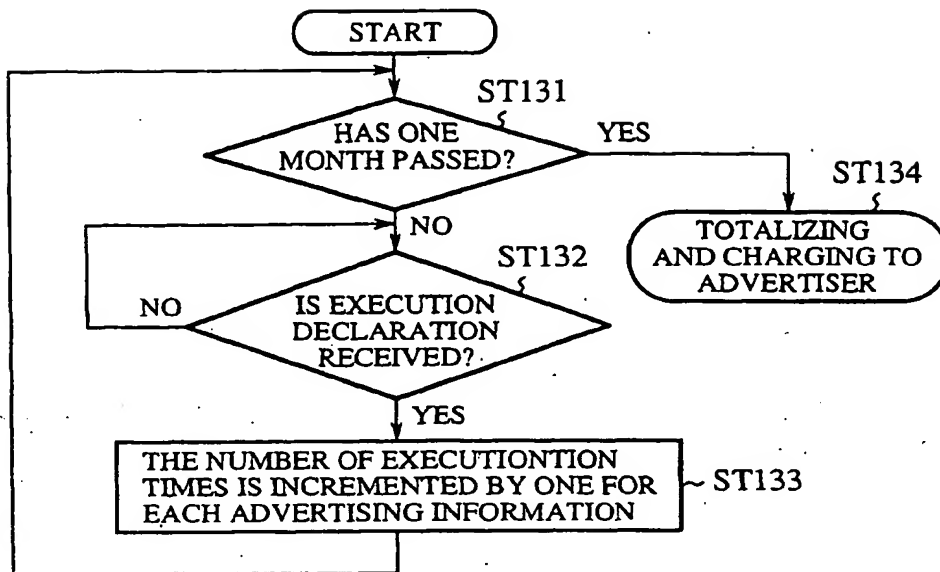 START
ST131
HAS ONE
MONTH PASSED?
YES
ST134
NO
TOTALIZING
AND CHARGING TO
ADVERTISER
ST132
NO
IS EXECUTION
DECLARATION
RECEIVED?
YES
THE NUMBER OF EXECUTIONTION
TIMES IS INCREMENTED BY ONE FOR
EACH ADVERTISING INFORMATION
ST133